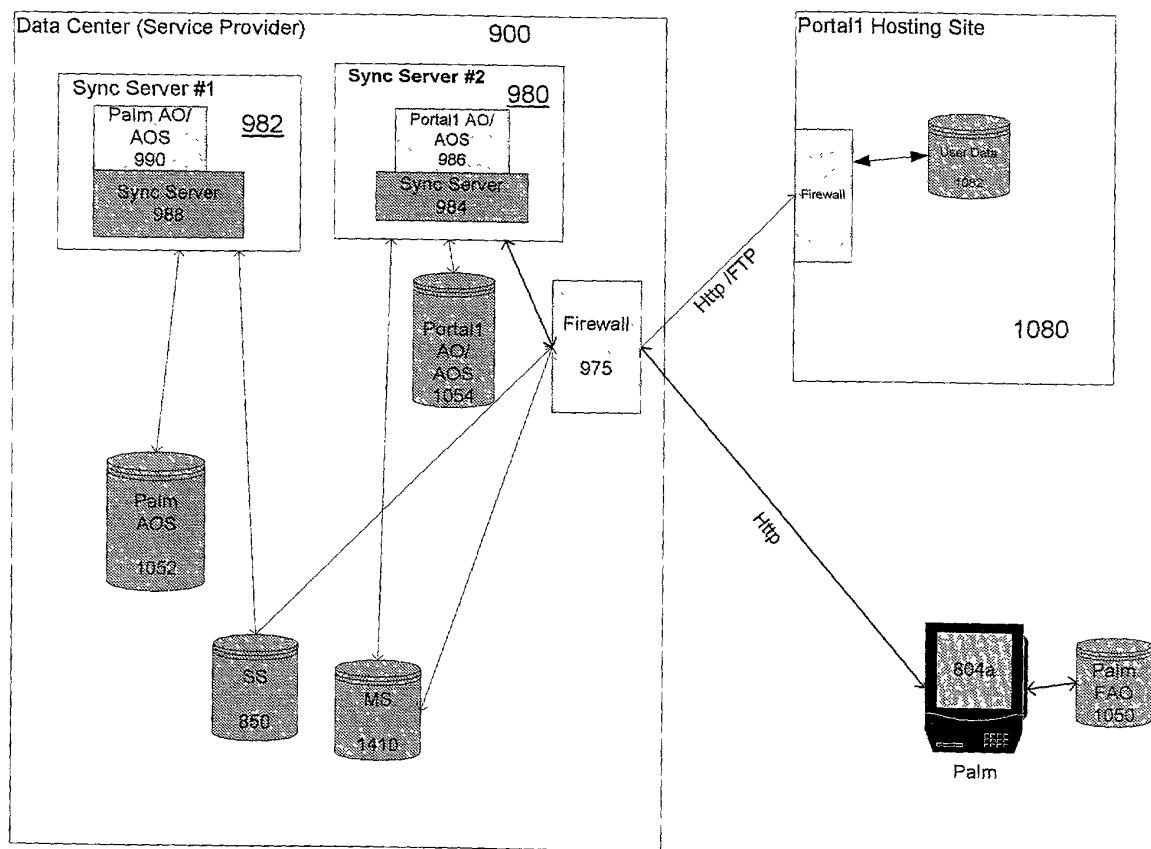 Data Center (Service Provider)
900
Sync Server #1
982
Palm AO/
AOS
990
Sync Server
988
Sync Server #2
980
Portal1 AO/
AOS
986
Sync Server
984
Portal1
AO/
AOS
1054
Firewall
975
Palm
AOS
1052
SS
850
MS
1410
Http /FTP
Http
Portal1 Hosting Site
Firewall
User Data
1082
1080
804a
Palm
Palm
FAO
1050